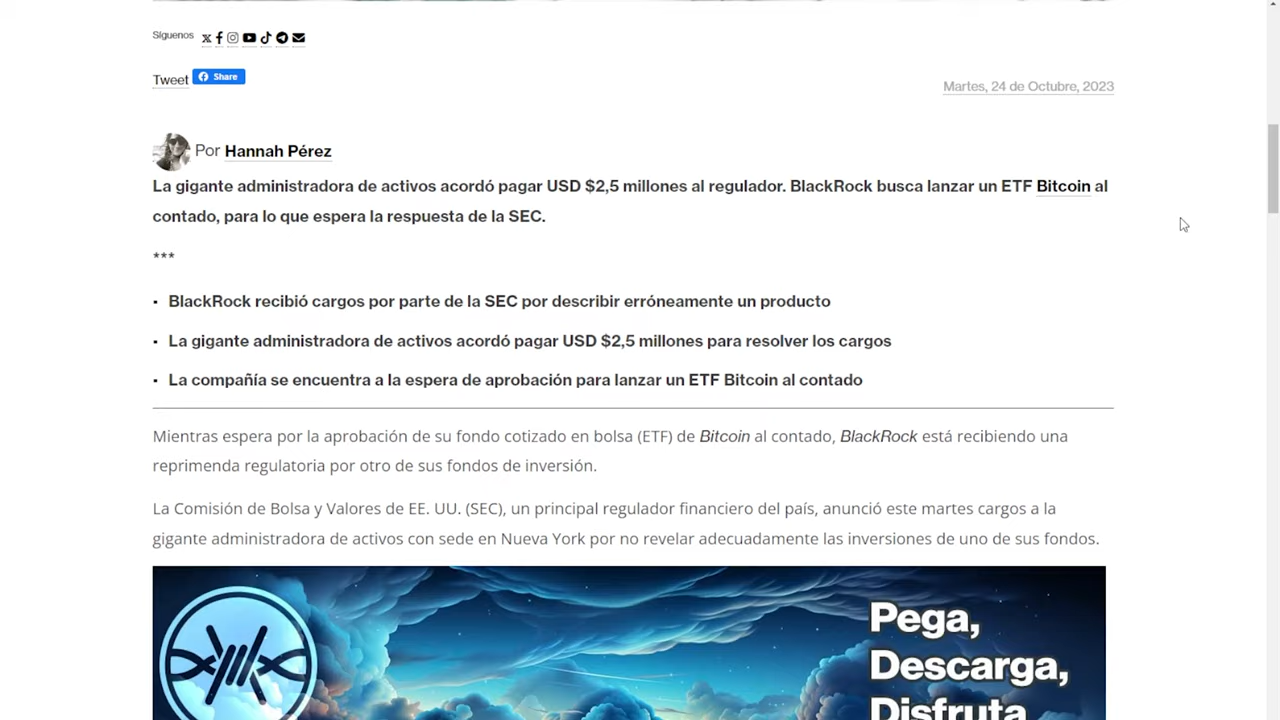 Síguenos
Tweet Share
Martes, 24 de Octubre, 2023
Por Hannah Pérez
La gigante administradora de activos acordó pagar USD $2,5 millones al regulador. BlackRock busca lanzar un ETF Bitcoin al
contado, para lo que espera la respuesta de la SEC.
***
▪ BlackRock recibió cargos por parte de la SEC por describir erróneamente un producto
▪ La gigante administradora de activos acordó pagar USD $2,5 millones para resolver los cargos
▪ La compañía se encuentra a la espera de aprobación para lanzar un ETF Bitcoin al contado
Mientras espera por la aprobación de su fondo cotizado en bolsa (ETF) de Bitcoin al contado, BlackRock está recibiendo una
reprimenda regulatoria por otro de sus fondos de inversión.
La Comisión de Bolsa y Valores de EE. UU. (SEC), un principal regulador financiero del país, anunció este martes cargos a la
gigante administradora de activos con sede en Nueva York por no revelar adecuadamente las inversiones de uno de sus fondos.
Pega,
Descarga,
Disfruta